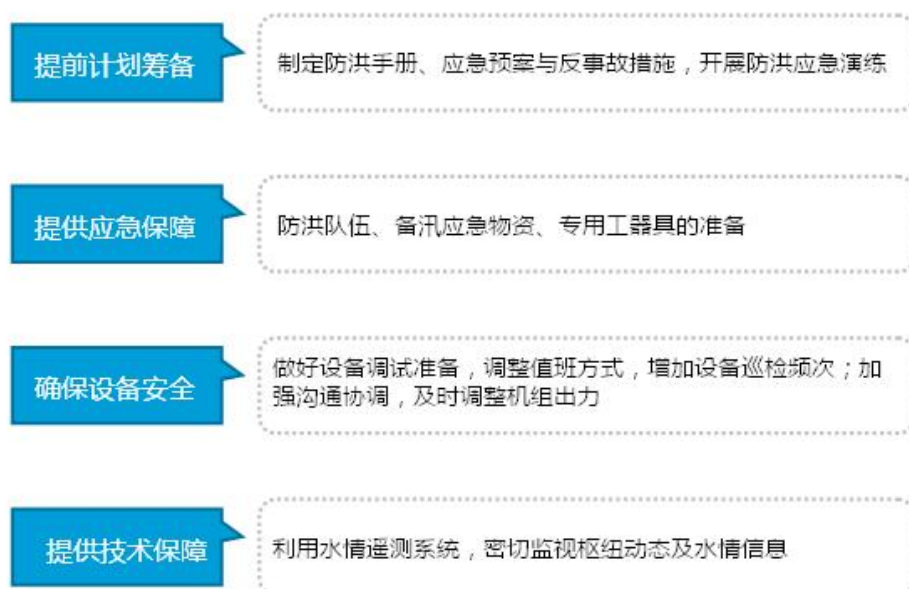 提前计划筹备
制定防洪手册、应急预案与反事故措施，开展防洪应急演练
提供应急保障
防洪队伍、备汛应急物资、专用工器具的准备
确保设备安全
做好设备调试准备，调整值班方式，增加设备巡检频次；加
强沟通协调，及时调整机组出力
提供技术保障
利用水情遥测系统，密切监视枢纽动态及水情信息